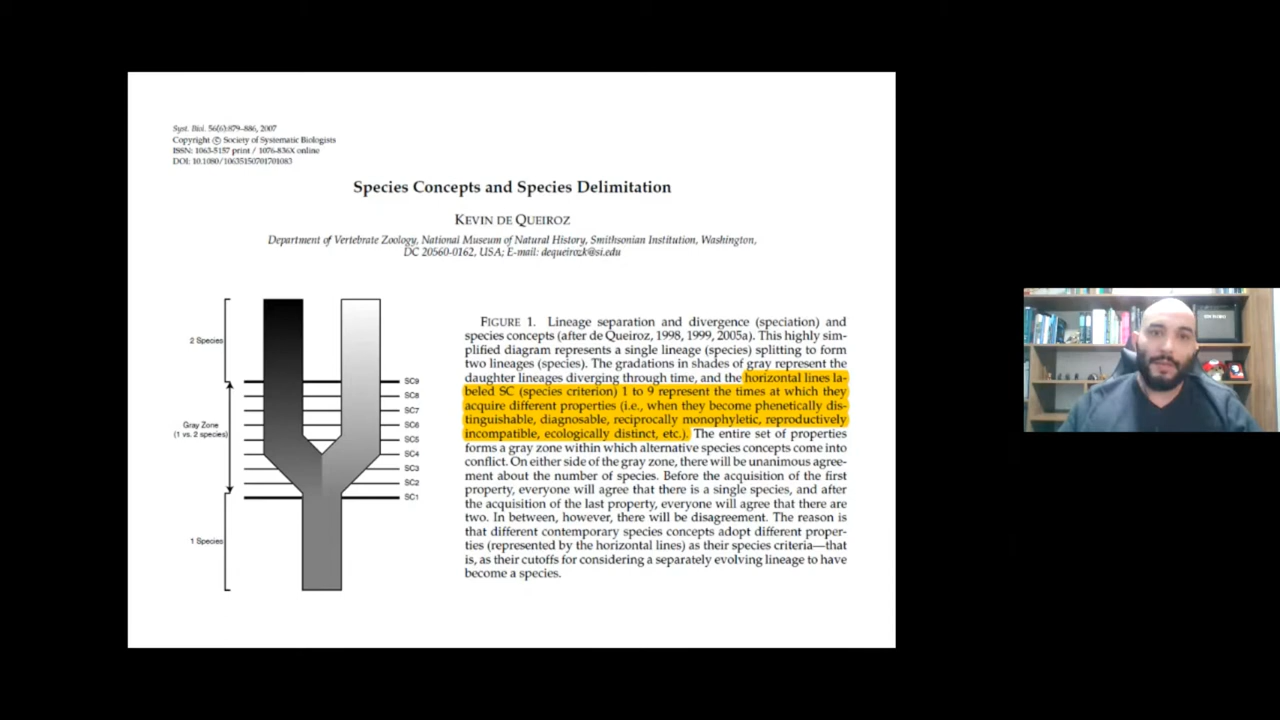 Syst. Biol. 56(6):879–886, 2007
Copyright © Society of Systematic Biologists
ISSN: 1063-5157 print / 1076-836X online
DOI: 10.1080/10635150701701083
Species Concepts and Species Delimitation
KEVIN DE QUEIROZ
Department of Vertebrate Zoology, National Museum of Natural History, Smithsonian Institution, Washington,
DC 20560-0162, USA; E-mail: dequeirozk@si.edu
2 Species
Gray Zone
(1 vs. 2 species)
1 Species
SC9
SC8
SC7
SC6
SC5
SC4
SC3
SC2
SC1
FIGURE 1. Lineage separation and divergence (speciation) and
species concepts (after de Queiroz, 1998, 1999, 2005a). This highly sim-
plified diagram represents a single lineage (species) splitting to form
two lineages (species). The gradations in shades of gray represent the
daughter lineages diverging through time, and the horizontal lines la-
beled SC (species criterion) 1 to 9 represent the times at which they
acquire different properties (i.e., when they become phenetically dis-
tinguishable, diagnosable, reciprocally monophyletic, reproductively
incompatible, ecologically distinct, etc.). The entire set of properties
forms a gray zone within which alternative species concepts come into
conflict. On either side of the gray zone, there will be unanimous agree-
ment about the number of species. Before the acquisition of the first
property, everyone will agree that there is a single species, and after
the acquisition of the last property, everyone will agree that there are
two. In between, however, there will be disagreement. The reason is
that different contemporary species concepts adopt different proper-
ties (represented by the horizontal lines) as their species criteria—that
is, as their cutoffs for considering a separately evolving lineage to have
become a species.